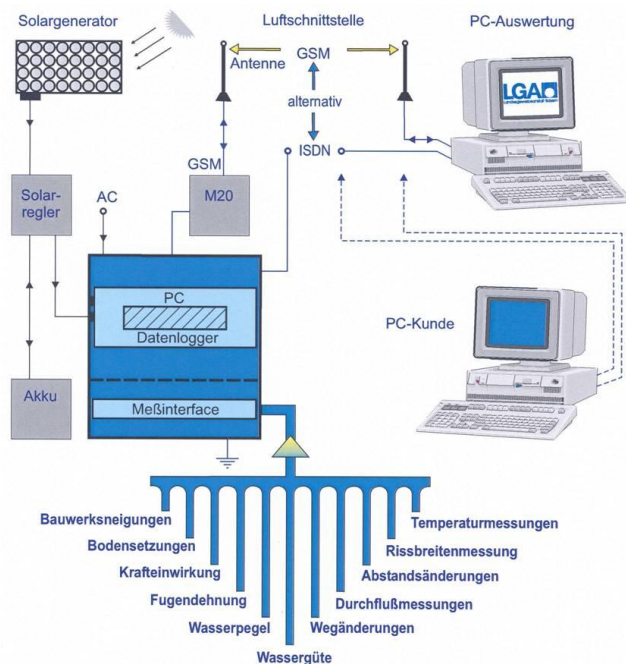 Solargenerator
Luftschnittstelle
PC-Auswertung
Antenne
GSM
alternativ
ISDN
LGA
GSM
M20
Solar-
regler
AC
PC
Datenlogger
PC-Kunde
Akku
Meßinterface
Bauwerksneigungen
Temperaturmessungen
Bodensetzungen
Rissbreitenmessung
Krafteinwirkung
Abstandsänderungen
Fugendehnung
Durchflußmessungen
Wasserpegel
Wegänderungen
Wassergüte